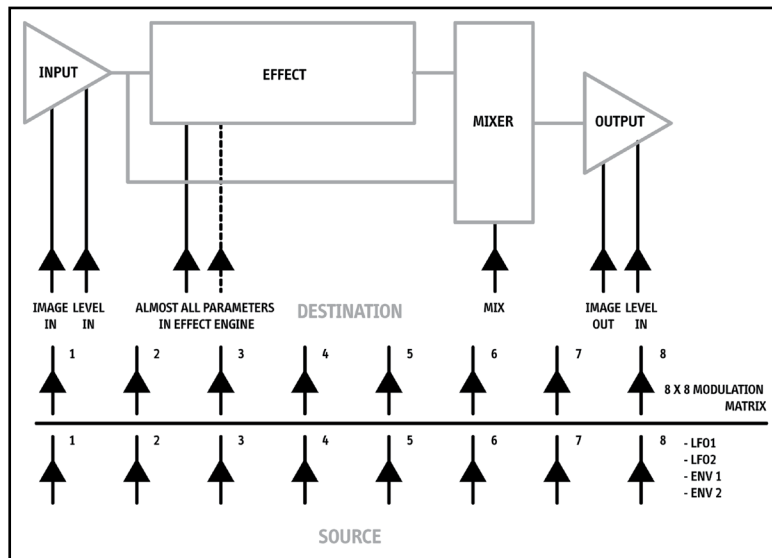 INPUT
EFFECT
MIXER
OUTPUT
IMAGE IN
LEVEL IN
ALMOST ALL PARAMETERS
IN EFFECT ENGINE
DESTINATION
MIX
IMAGE OUT
LEVEL IN
1 2 3 4 5 6 7 8
8 X 8 MODULATION
MATRIX
1 2 3 4 5 6 7 8
- LFO1
- LFO2
- ENV 1
- ENV 2
SOURCE